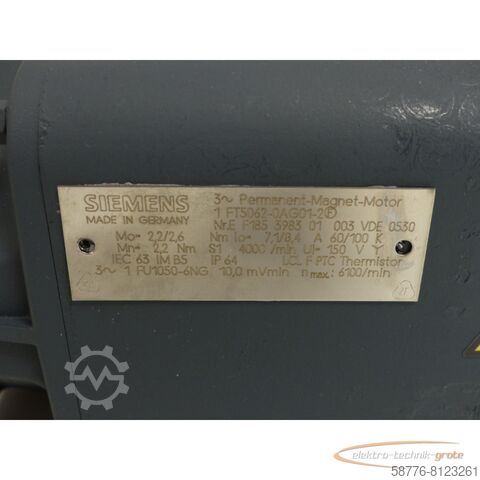 SIEMENS
MADE IN GERMANY
3~ Permanent-Magnet-Motor
1 FT5062-0AG01-2 F
Nr.E F185 3983 01 003 VDE 0530
Mo= 2,2/2,6 Nm Io= 7,1/8,4 A 60/100 K
Mn= 2,2 Nm S1 4000 /min UI= 150 V Y
IEC 63 IM B5 IP 64 I.CL. F PTC Thermistor
3~ 1 FU1050-6NG 10,0 mV/min n max.: 6100/min
MACHINESEEKER
elektro-technik-grote
58776-8123261